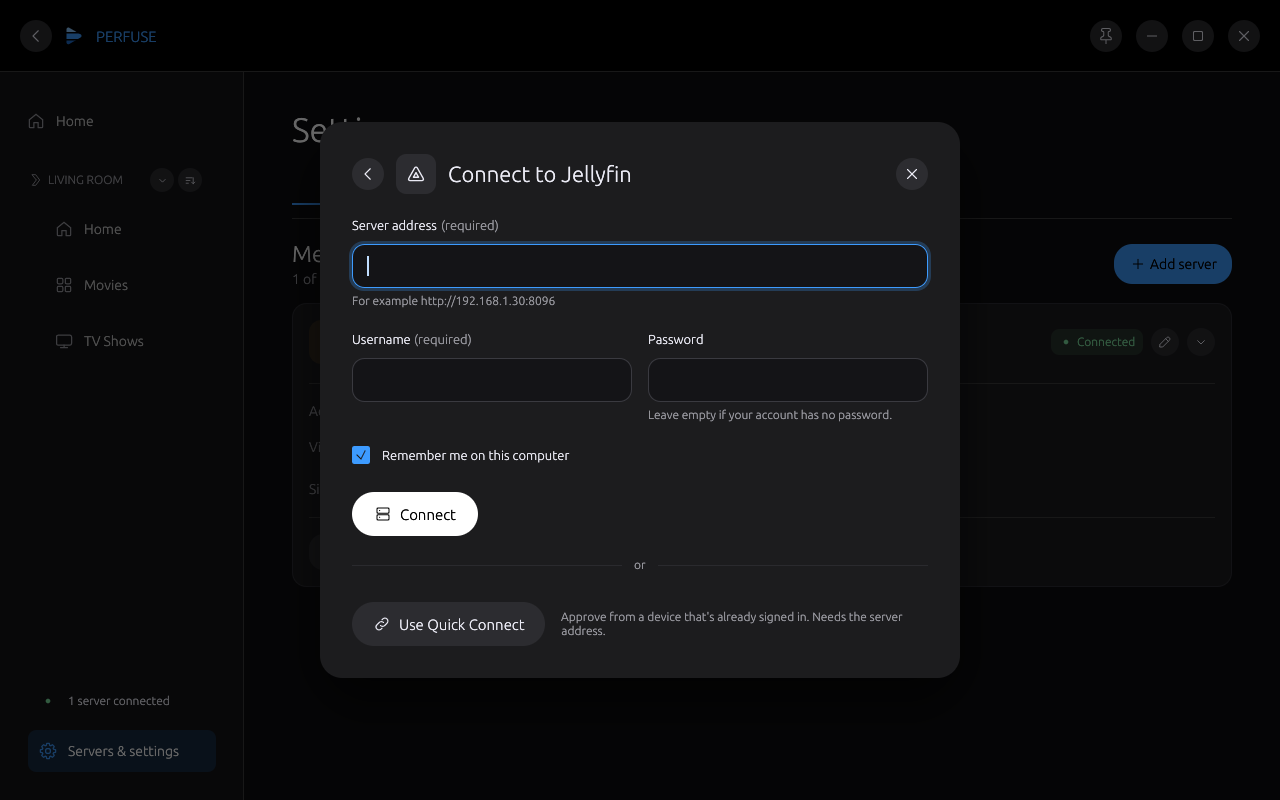 PERFUSE
Home
LIVING ROOM
Home
Movies
TV Shows
1 server connected
Servers & settings
1 of
Add server
Connected
Connect to Jellyfin
Server address (required)
For example http://192.168.1.30:8096
Username (required)
Password
Leave empty if your account has no password.
Remember me on this computer
Connect
or
Use Quick Connect
Approve from a device that's already signed in. Needs the server
address.